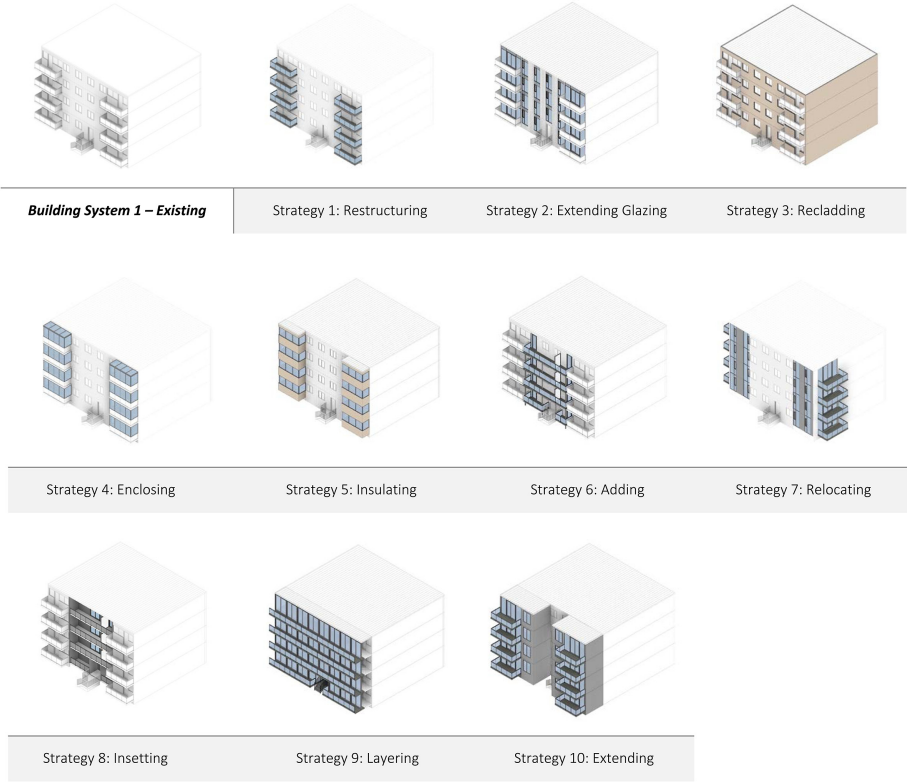 Building System 1 – Existing
Strategy 1: Restructuring
Strategy 2: Extending Glazing
Strategy 3: Recladding
Strategy 4: Enclosing
Strategy 5: Insulating
Strategy 6: Adding
Strategy 7: Relocating
Strategy 8: Insetting
Strategy 9: Layering
Strategy 10: Extending